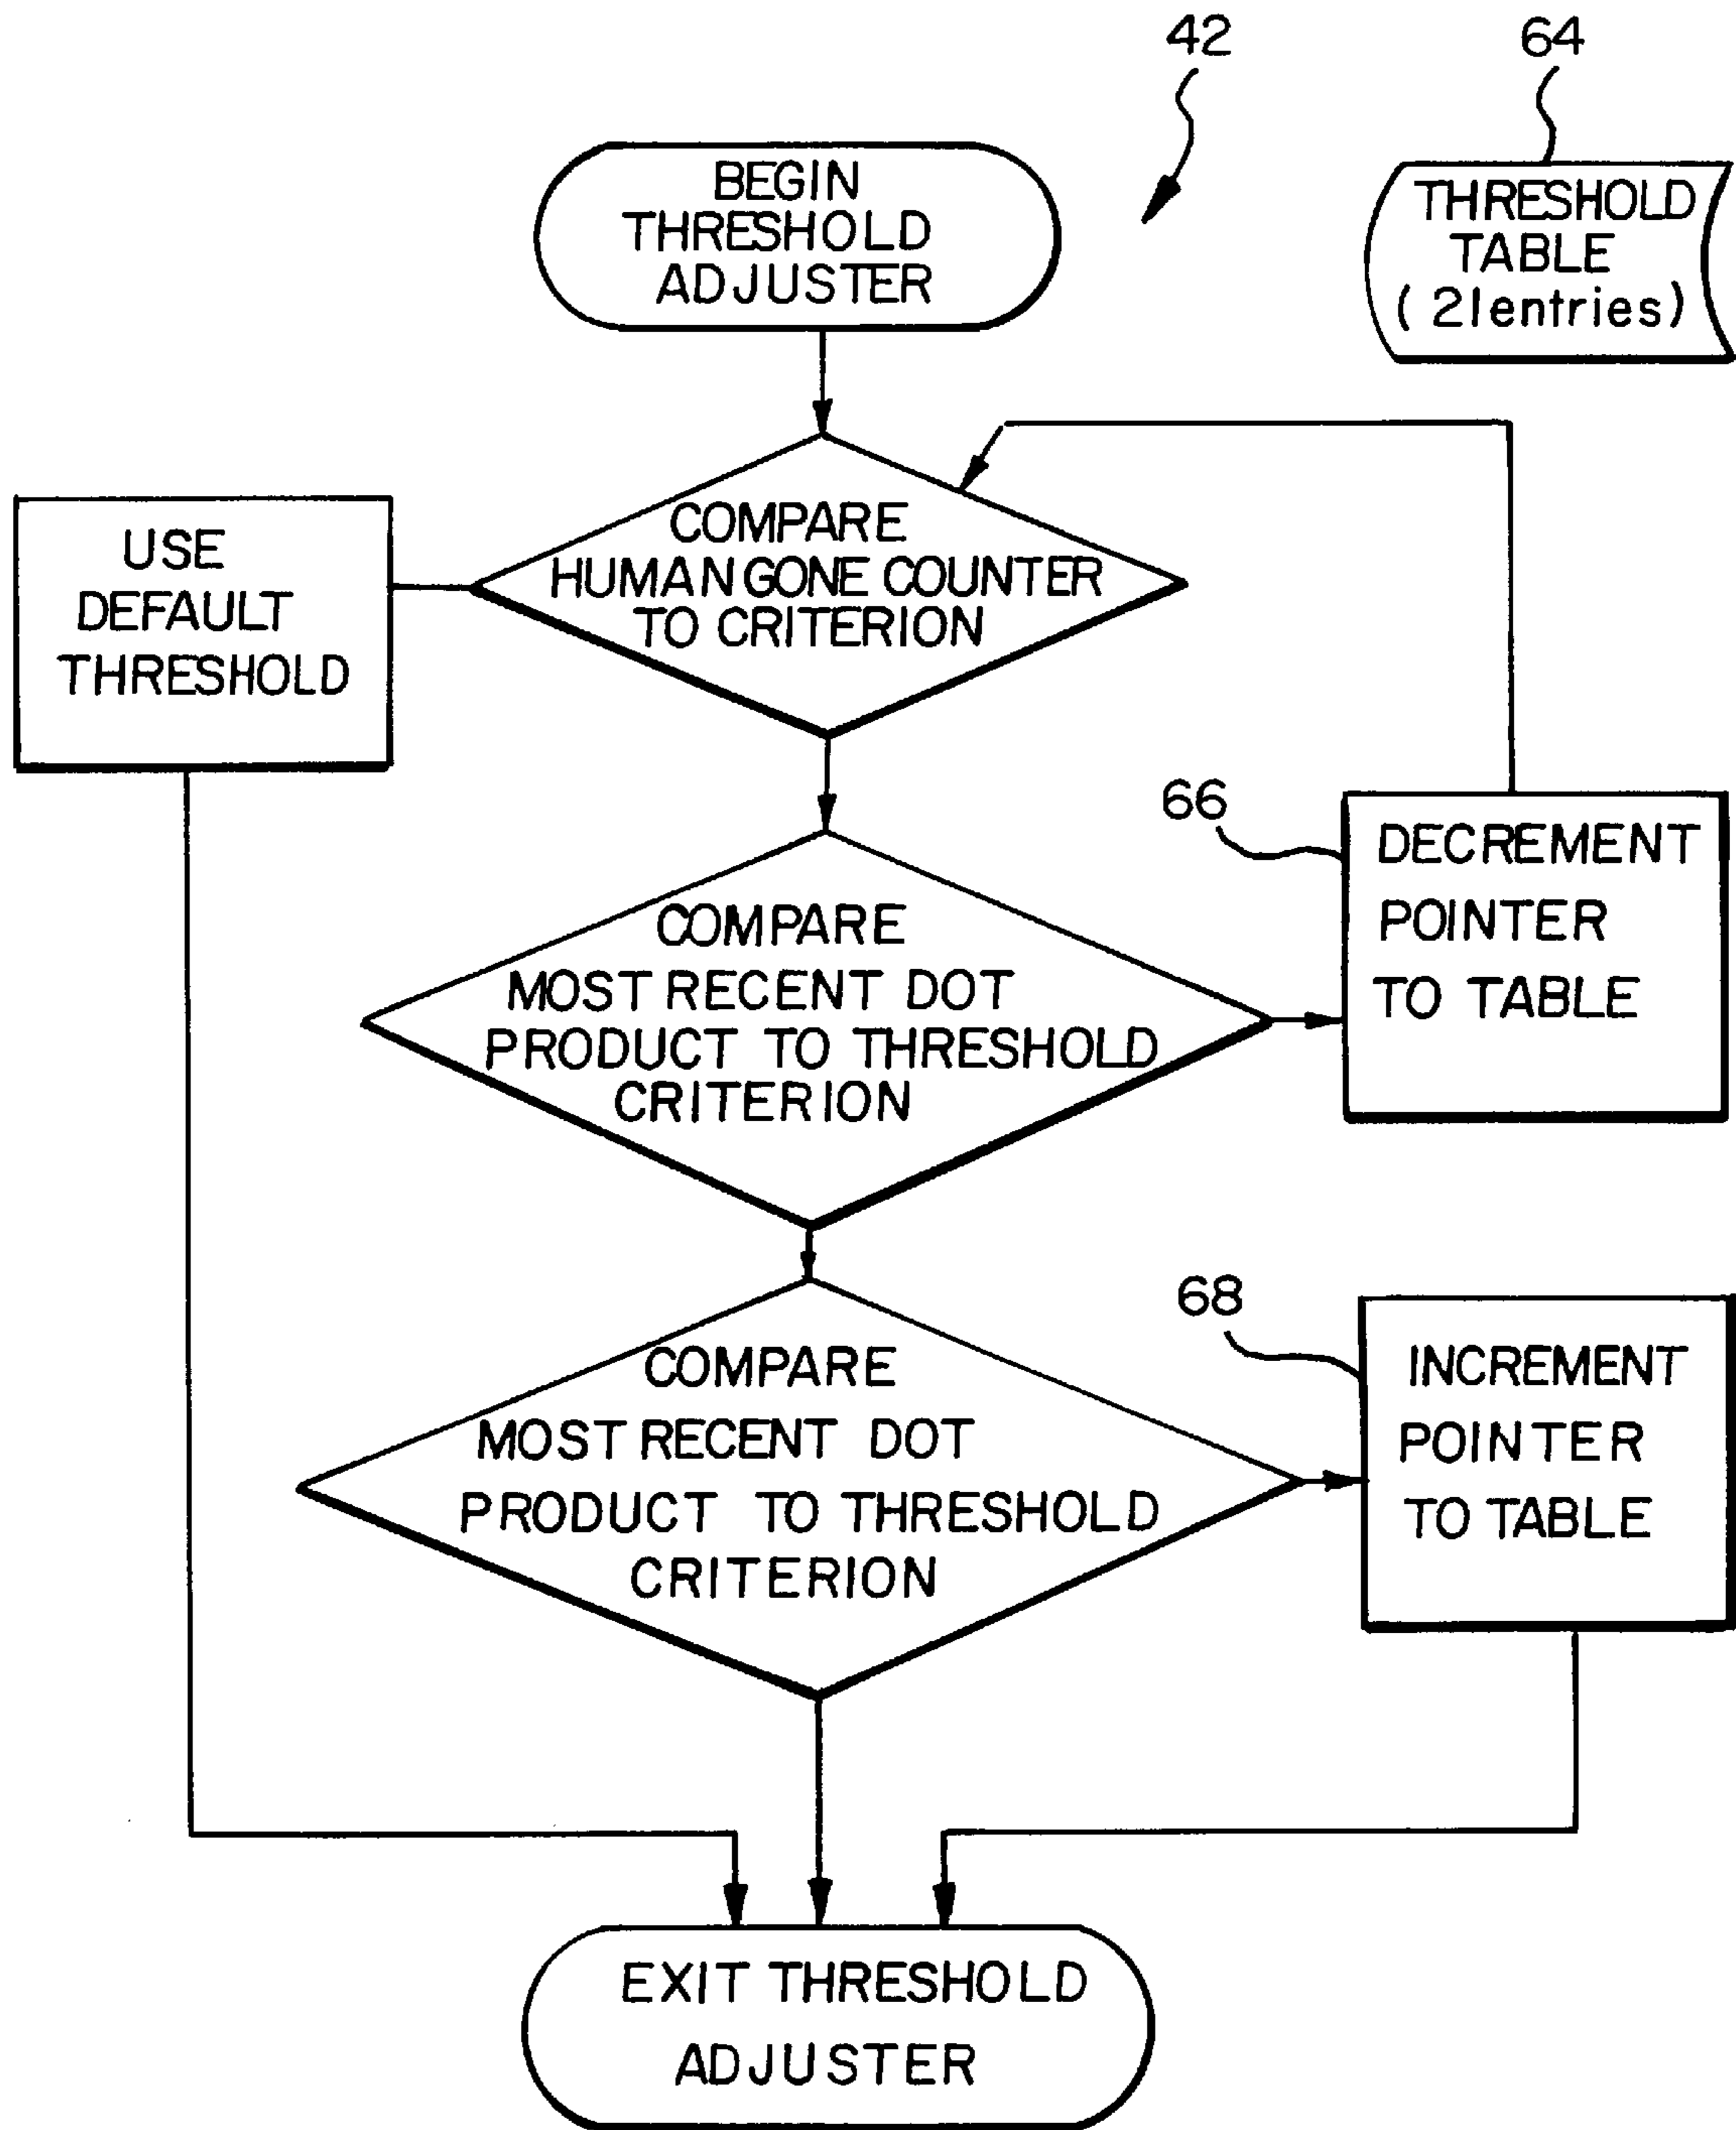 42
64
BEGIN
THRESHOLD
ADJUSTER
THRESHOLD
TABLE
( 21entries)
COMPARE
HUMAN GONE COUNTER
TO CRITERION
USE
DEFAULT
THRESHOLD
66
DECREMENT
POINTER
TO TABLE
COMPARE
MOST RECENT DOT
PRODUCT TO THRESHOLD
CRITERION
68
INCREMENT
POINTER
TO TABLE
COMPARE
MOST RECENT DOT
PRODUCT TO THRESHOLD
CRITERION
EXIT THRESHOLD
ADJUSTER